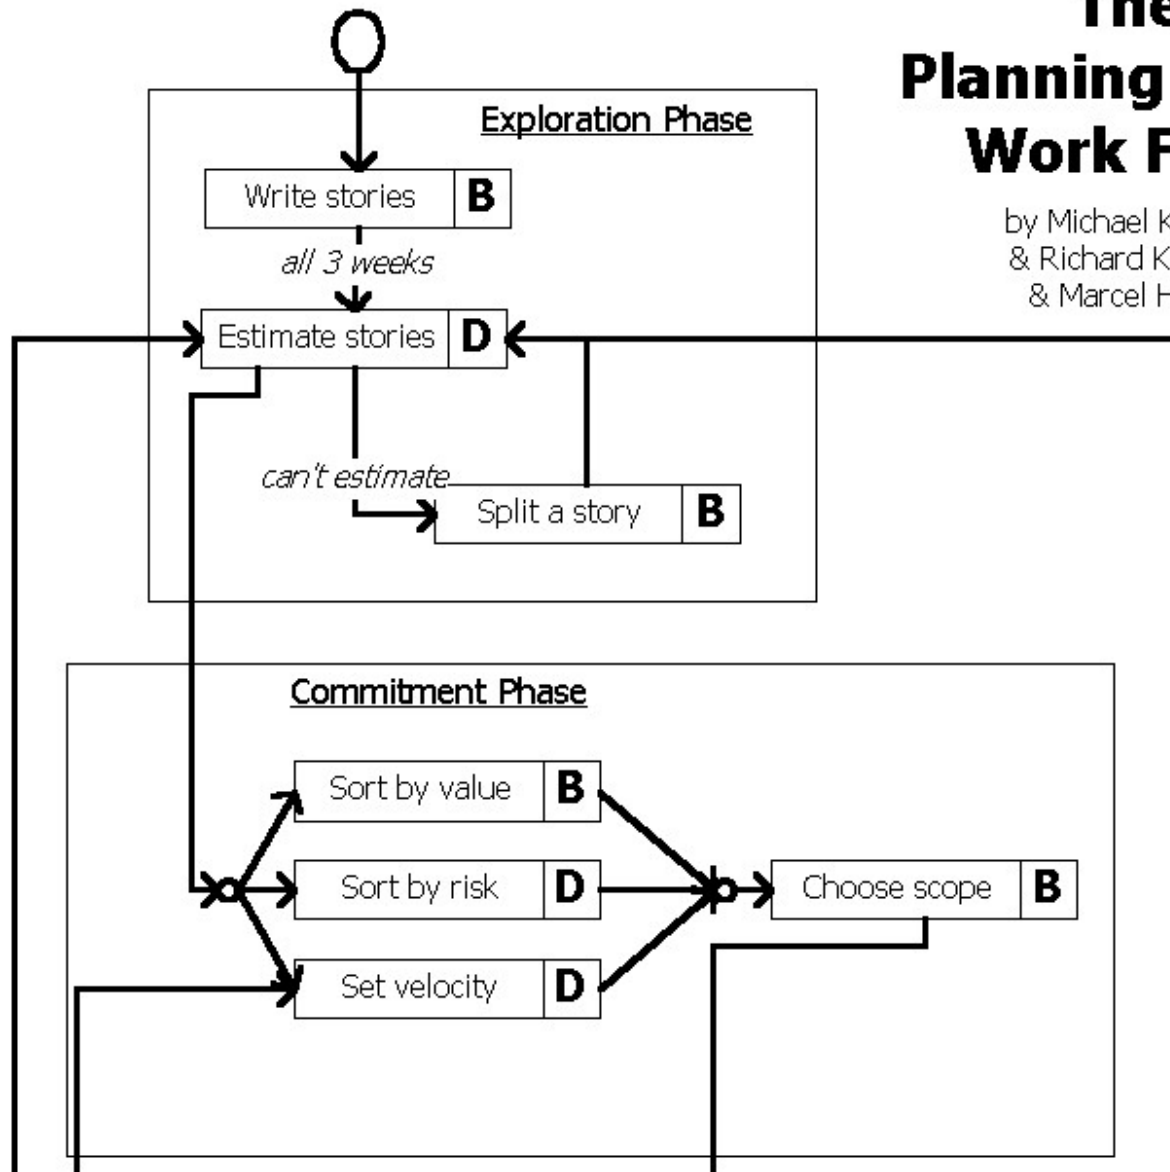 The
Planning
Work F
by Michael K
& Richard K
& Marcel H
Exploration Phase
Write stories B
all 3 weeks
Estimate stories D
can't estimate
Split a story B
Commitment Phase
Sort by value B
Sort by risk D
Choose scope B
Set velocity D